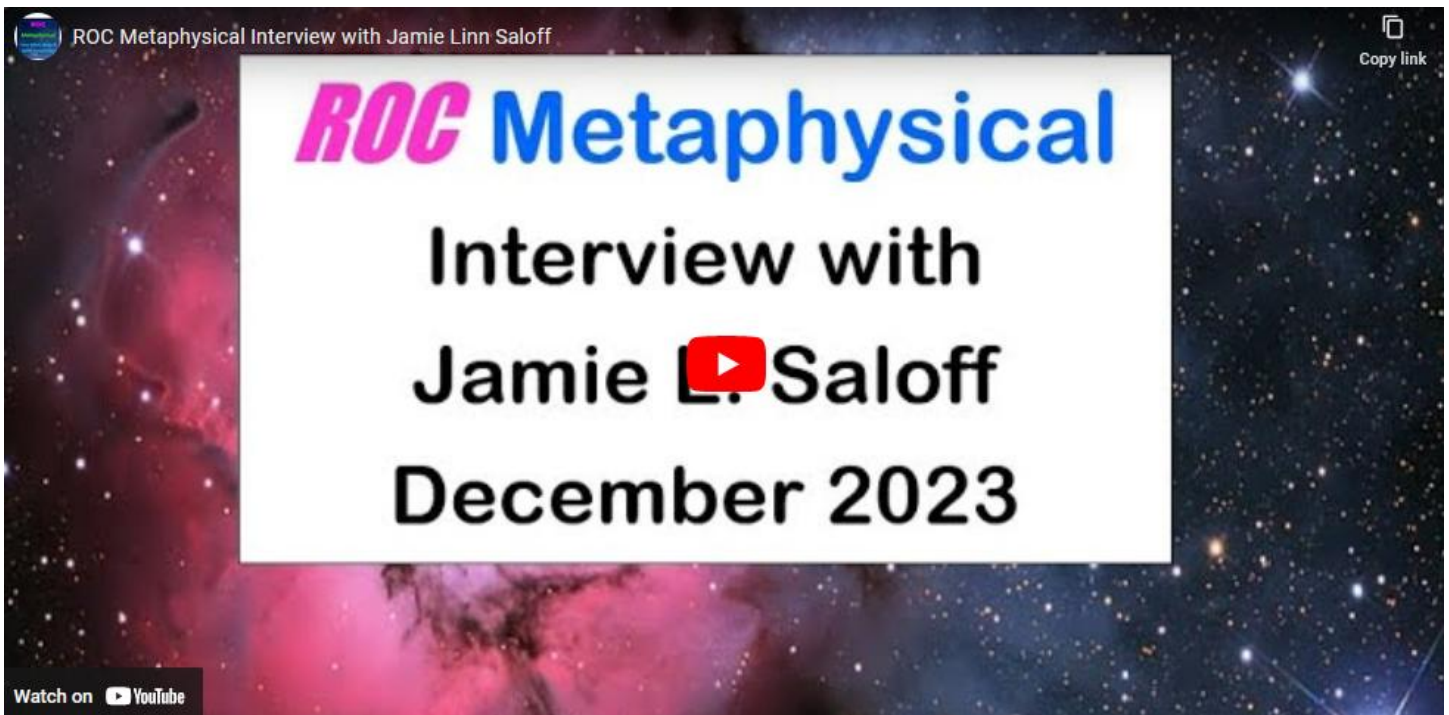 ROC Metaphysical Interview with Jamie Linn Saloff
Copy link
ROC Metaphysical
Interview with
Jamie L. Saloff
December 2023
Watch on YouTube